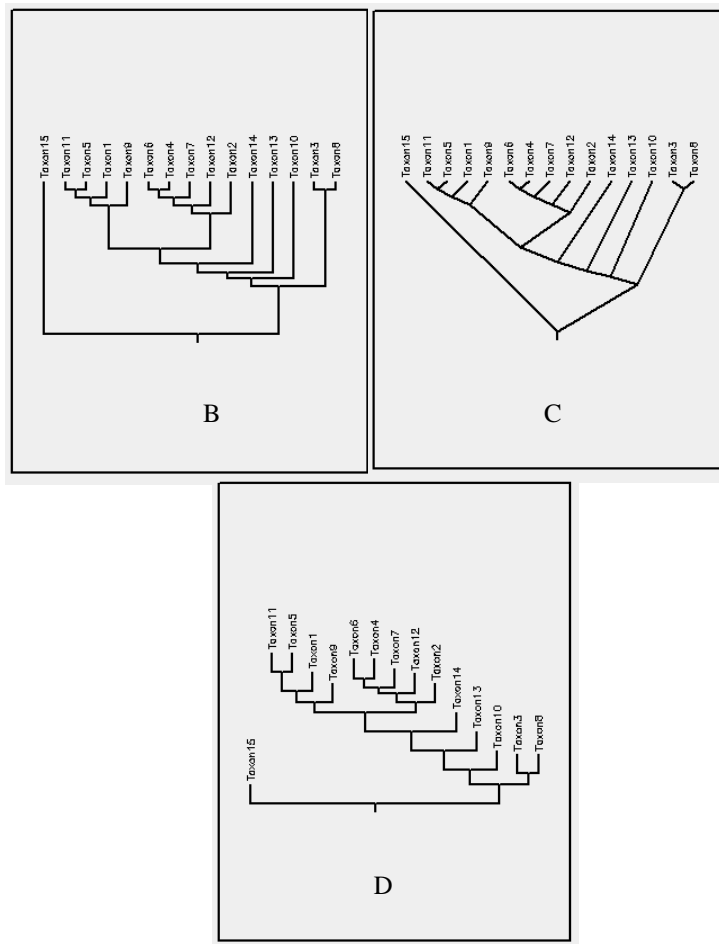 Taxon15
Taxon11
Taxon5
Taxon1
Taxon9
Taxon6
Taxon4
Taxon7
Taxon12
Taxon2
Taxon14
Taxon13
Taxon10
Taxon3
Taxon8
B
Taxon15
Taxon11
Taxon5
Taxon1
Taxon9
Taxon6
Taxon4
Taxon7
Taxon12
Taxon2
Taxon14
Taxon13
Taxon10
Taxon3
Taxon8
C
Taxon15
Taxon11
Taxon5
Taxon1
Taxon9
Taxon6
Taxon4
Taxon7
Taxon12
Taxon2
Taxon14
Taxon13
Taxon10
Taxon3
Taxon8
D